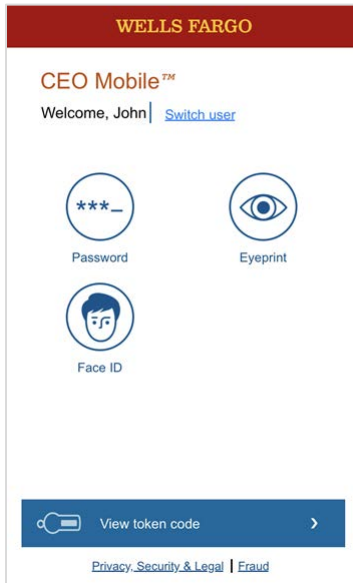 WELLS FARGO
CEO Mobile™
Welcome, John Switch user
***_
Password Eyeprint
Face ID
View token code
Privacy, Security & Legal | Fraud